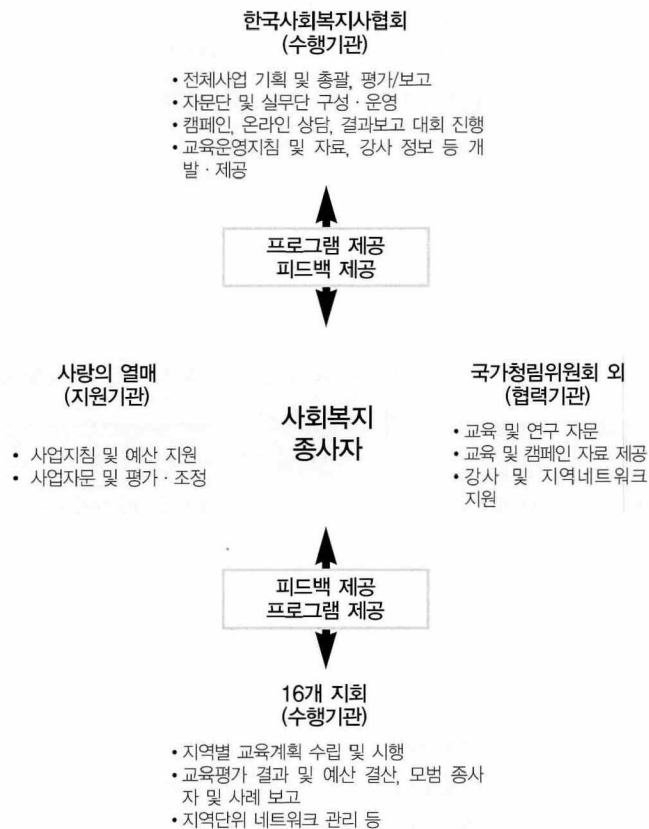 한국사회복지사협회
(수행기관)
• 전체사업 기획 및 총괄, 평가/보고
• 자문단 및 실무단 구성 · 운영
• 캠페인, 온라인 상담, 결과보고 대회 진행
• 교육운영지침 및 자료, 강사 정보 등 개
발 · 제공
프로그램 제공
피드백 제공
사랑의 열매
(지원기관)
• 사업지침 및 예산 지원
• 사업자문 및 평가 · 조정
사회복지
종사자
국가청림위원회 외
(협력기관)
• 교육 및 연구 자문
• 교육 및 캠페인 자료 제공
• 강사 및 지역네트워크
지원
피드백 제공
프로그램 제공
16개 지회
(수행기관)
• 지역별 교육계획 수립 및 시행
• 교육평가 결과 및 예산 결산, 모범 종사
자 및 사례 보고
• 지역단위 네트워크 관리 등